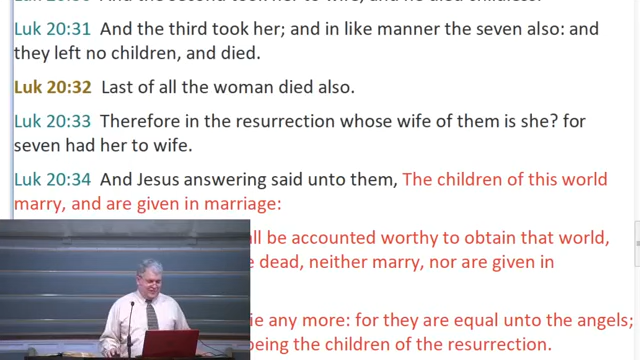 Luk 20:31 And the third took her; and in like manner the seven also: and
they left no children, and died.
Luk 20:32 Last of all the woman died also.
Luk 20:33 Therefore in the resurrection whose wife of them is she? for
seven had her to wife.
Luk 20:34 And Jesus answering said unto them, The children of this world
marry, and are given in marriage:
be accounted worthy to obtain that world,
dead, neither marry, nor are given in
any more: for they are equal unto the angels;
being the children of the resurrection.